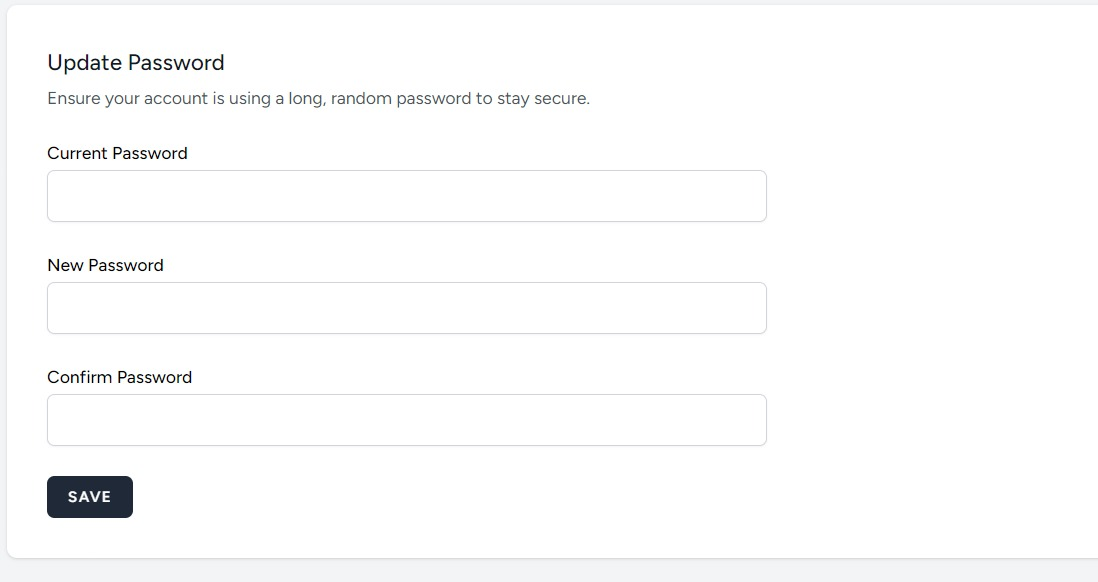 Update Password
Ensure your account is using a long, random password to stay secure.
Current Password
New Password
Confirm Password
SAVE